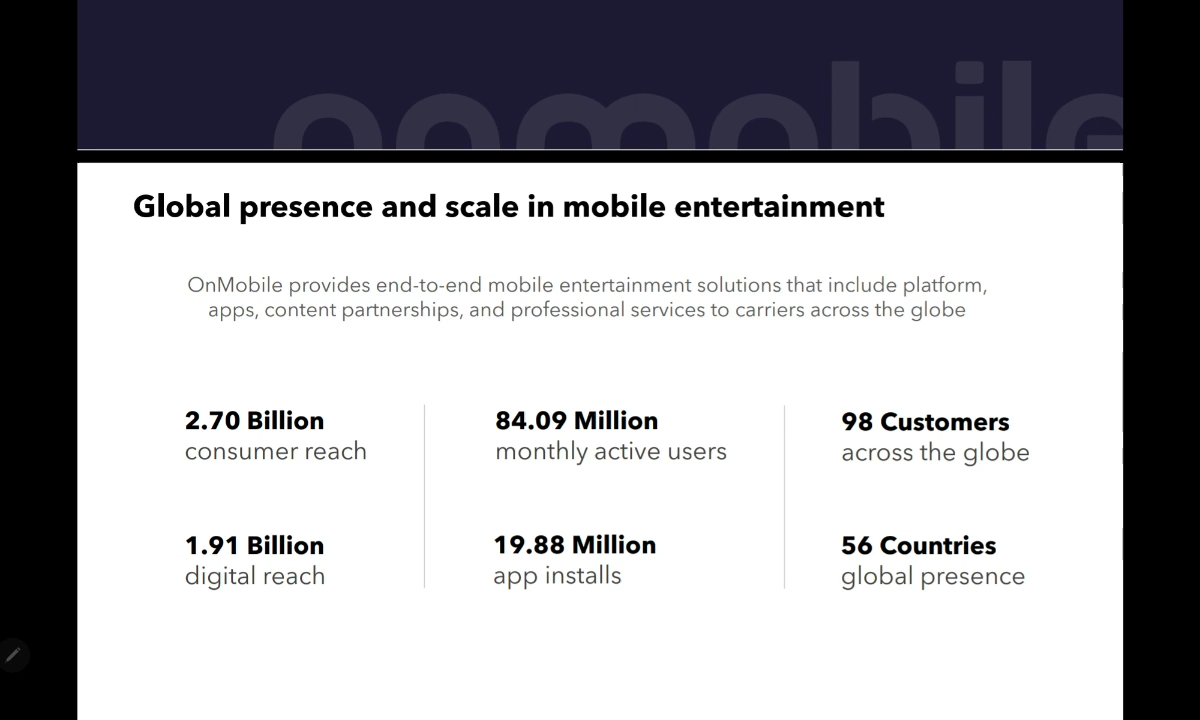 onmobile
Global presence and scale in mobile entertainment
OnMobile provides end-to-end mobile entertainment solutions that include platform,
apps, content partnerships, and professional services to carriers across the globe
2.70 Billion
consumer reach
84.09 Million
monthly active users
98 Customers
across the globe
1.91 Billion
digital reach
19.88 Million
app installs
56 Countries
global presence